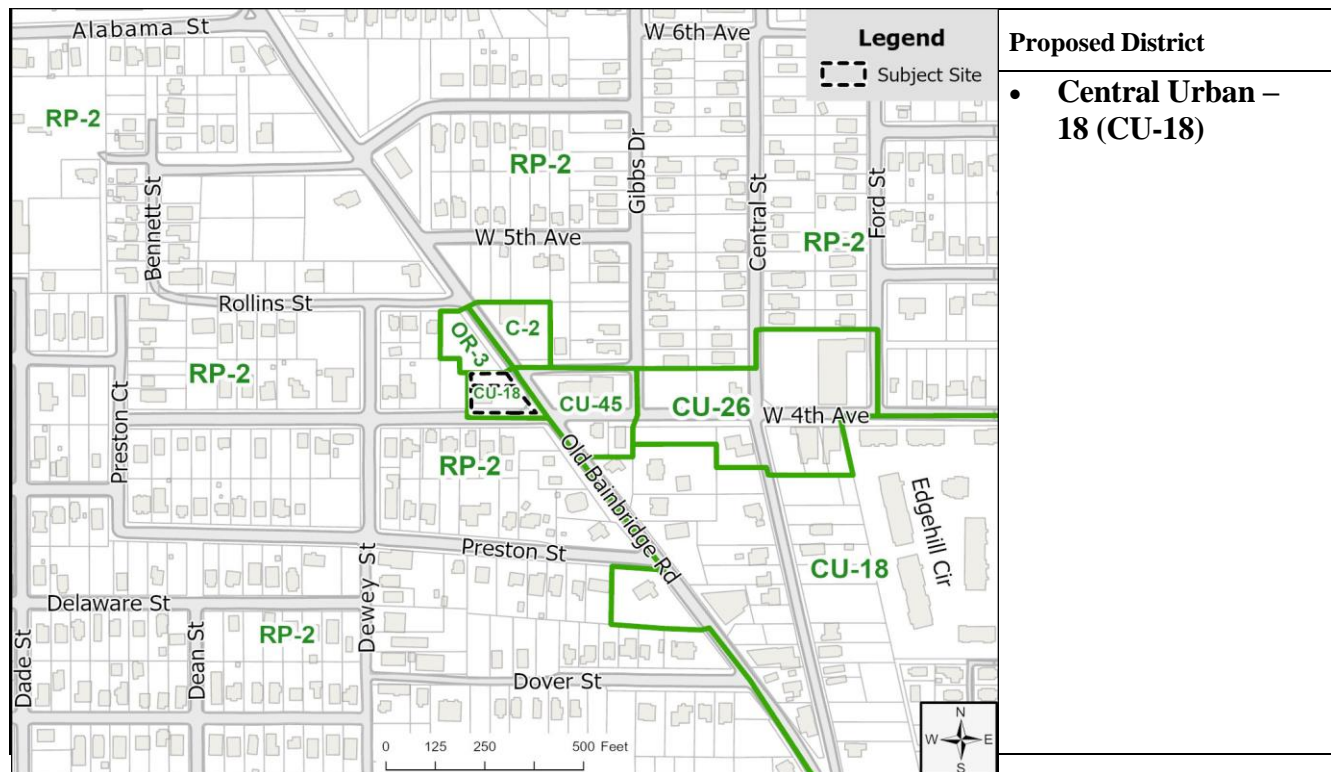 Alabama St
W 6th Ave
Legend
Subject Site
RP-2
RP-2
Gibbs Dr
Bennett St
Central St
Ford St
W 5th Ave
RP-2
Rollins St
C-2
OR-3
RP-2
CU-18
CU-45
CU-26
W 4th Ave
Preston Ct
RP-2
Old Bainbridge Rd
Edgehill Cir
Preston St
CU-18
Delaware St
Dewey St
RP-2
Dade St
Dean St
Dover St
0 125 250 500 Feet
N
W E
S
Proposed District
• Central Urban –
18 (CU-18)